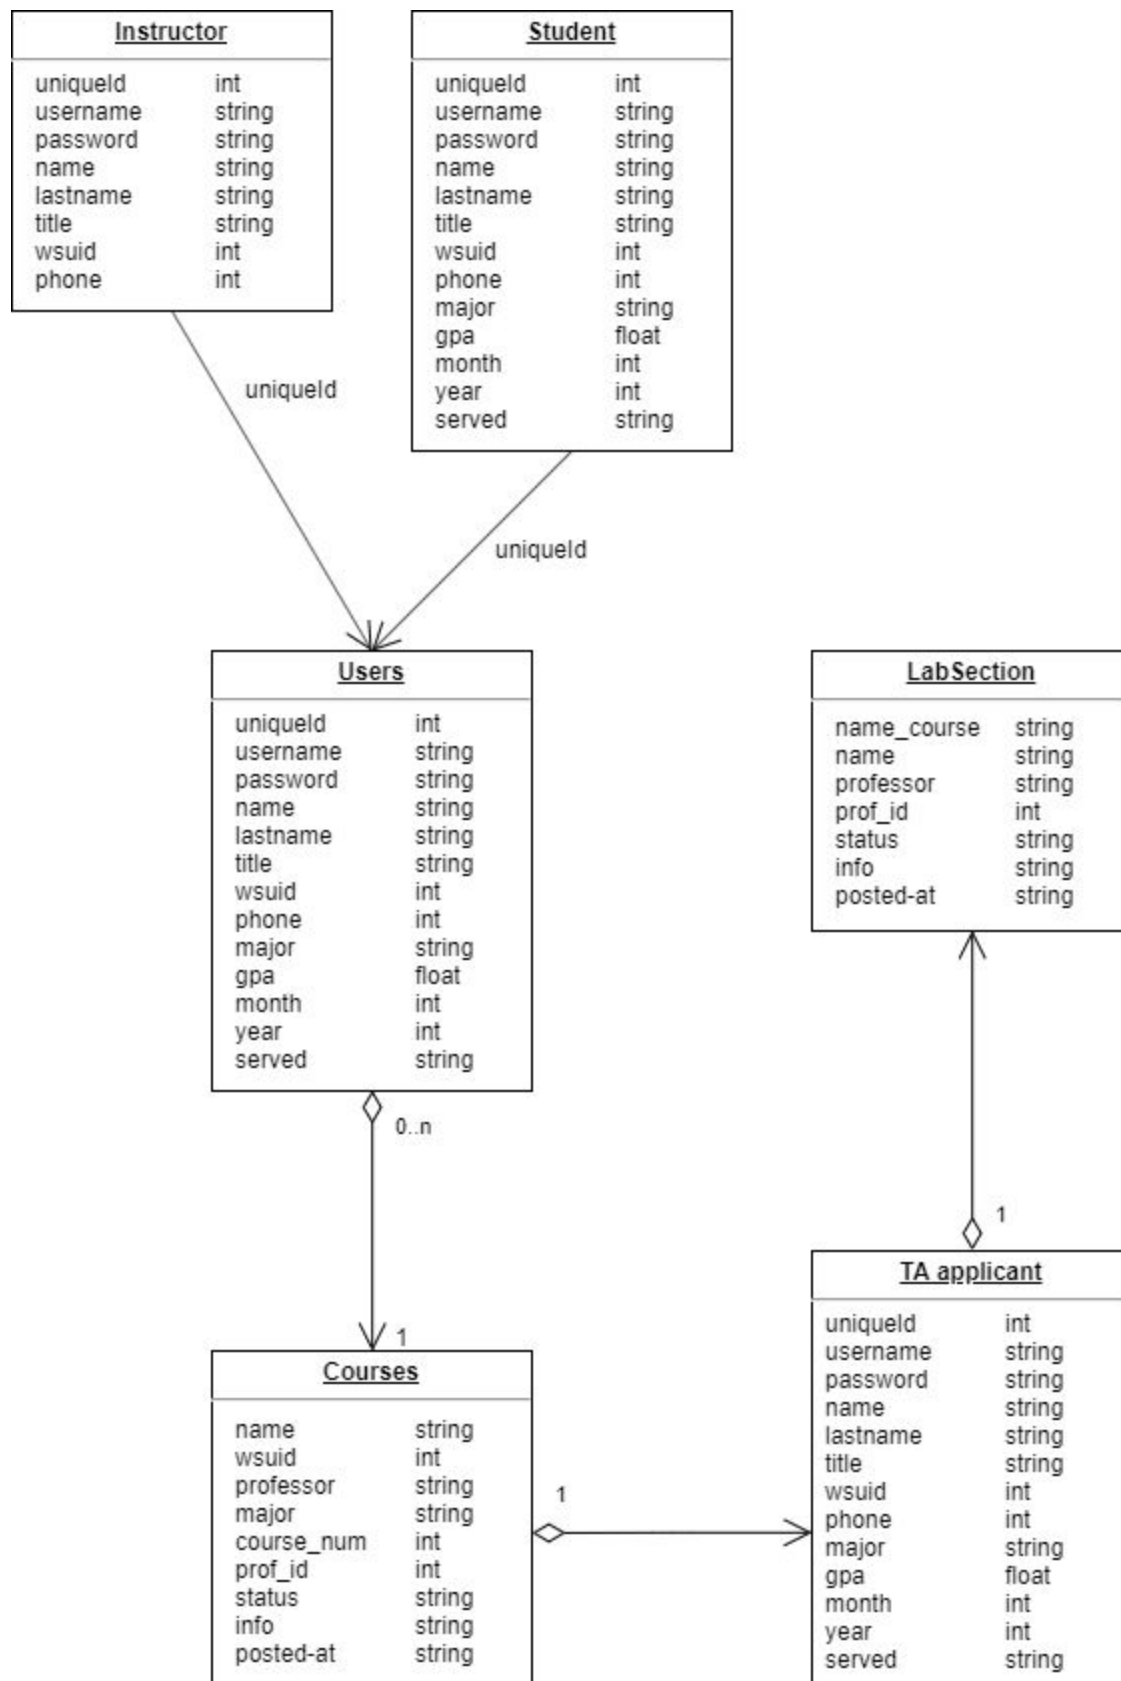 Instructor
uniqueId int
username string
password string
name string
lastname string
title string
wsuid int
phone int
Student
uniqueId int
username string
password string
name string
lastname string
title string
wsuid int
phone int
major string
gpa float
month int
year int
served string
uniqueId
uniqueId
Users
uniqueId int
username string
password string
name string
lastname string
title string
wsuid int
phone int
major string
gpa float
month int
year int
served string
LabSection
name_course string
name string
professor string
prof_id int
status string
info string
posted-at string
0..n
1
1
Courses
name string
wsuid int
professor string
major string
course_num int
prof_id int
status string
info string
posted-at string
1
TA applicant
uniqueId int
username string
password string
name string
lastname string
title string
wsuid int
phone int
major string
gpa float
month int
year int
served string